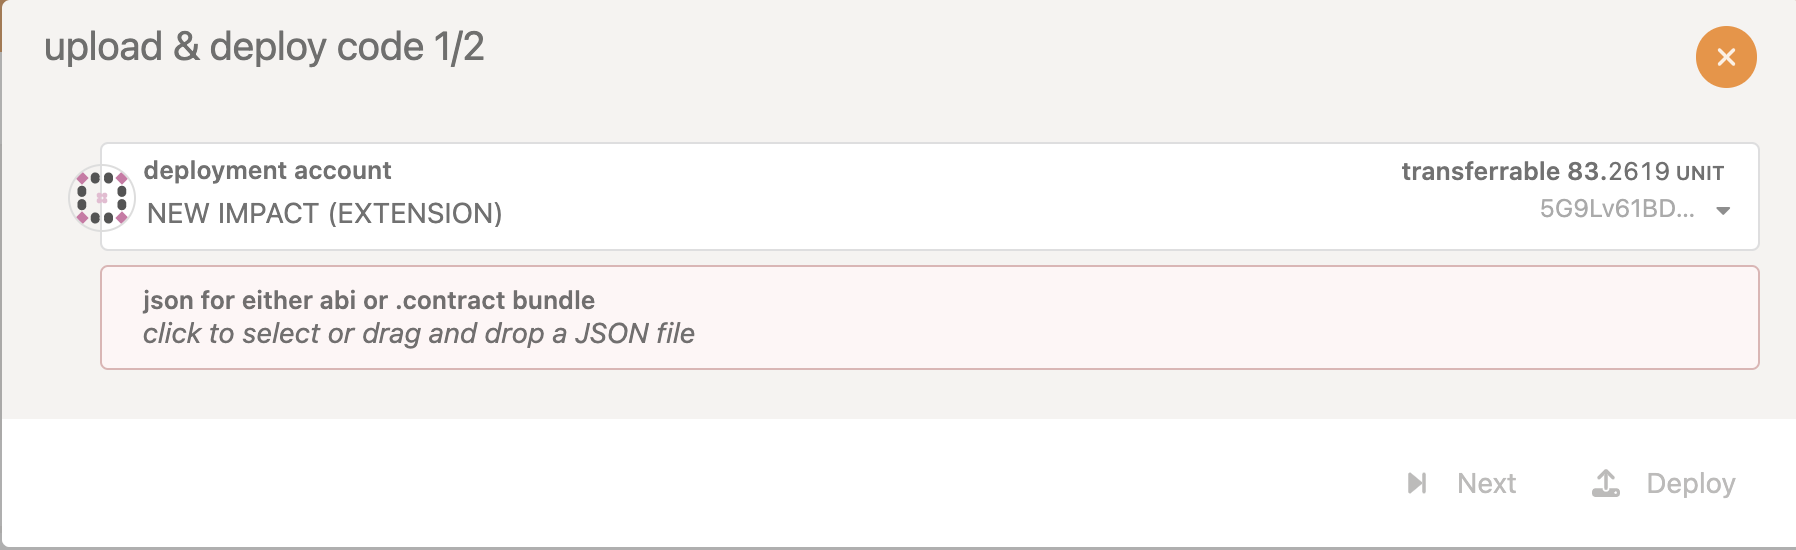 upload & deploy code 1/2
deployment account
transferrable 83.2619 UNIT
NEW IMPACT (EXTENSION)
5G9Lv61BD...
json for either abi or .contract bundle
click to select or drag and drop a JSON file
Next
Deploy